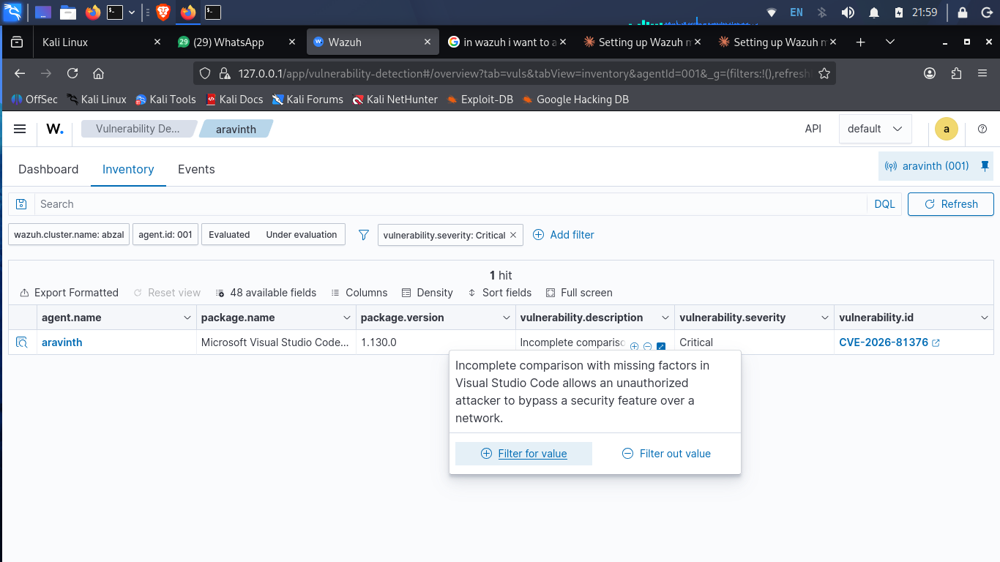 EN
21:59
Kali Linux
29
(29) WhatsApp
Wazuh
in wazuh i want to a
Setting up Wazuh m
Setting up Wazuh m
127.0.0.1/app/vulnerability-detection#/overview?tab=vuls&tabView=inventory&agentId=001&_g=(filters:!(),refresh
OffSec
Kali Linux
Kali Tools
Kali Docs
Kali Forums
Kali NetHunter
Exploit-DB
Google Hacking DB
W.
Vulnerability De...
aravinth
API
default
a
Dashboard
Inventory
Events
aravinth (001)
Search
DQL
Refresh
wazuh.cluster.name: abzal
agent.id: 001
Evaluated
Under evaluation
vulnerability.severity: Critical
Add filter
1 hit
Export Formatted
Reset view
48 available fields
Columns
Density
Sort fields
Full screen
agent.name
package.name
package.version
vulnerability.description
vulnerability.severity
vulnerability.id
aravinth
Microsoft Visual Studio Code...
1.130.0
Incomplete comparisc
Critical
CVE-2026-81376
Incomplete comparison with missing factors in
Visual Studio Code allows an unauthorized
attacker to bypass a security feature over a
network.
Filter for value
Filter out value